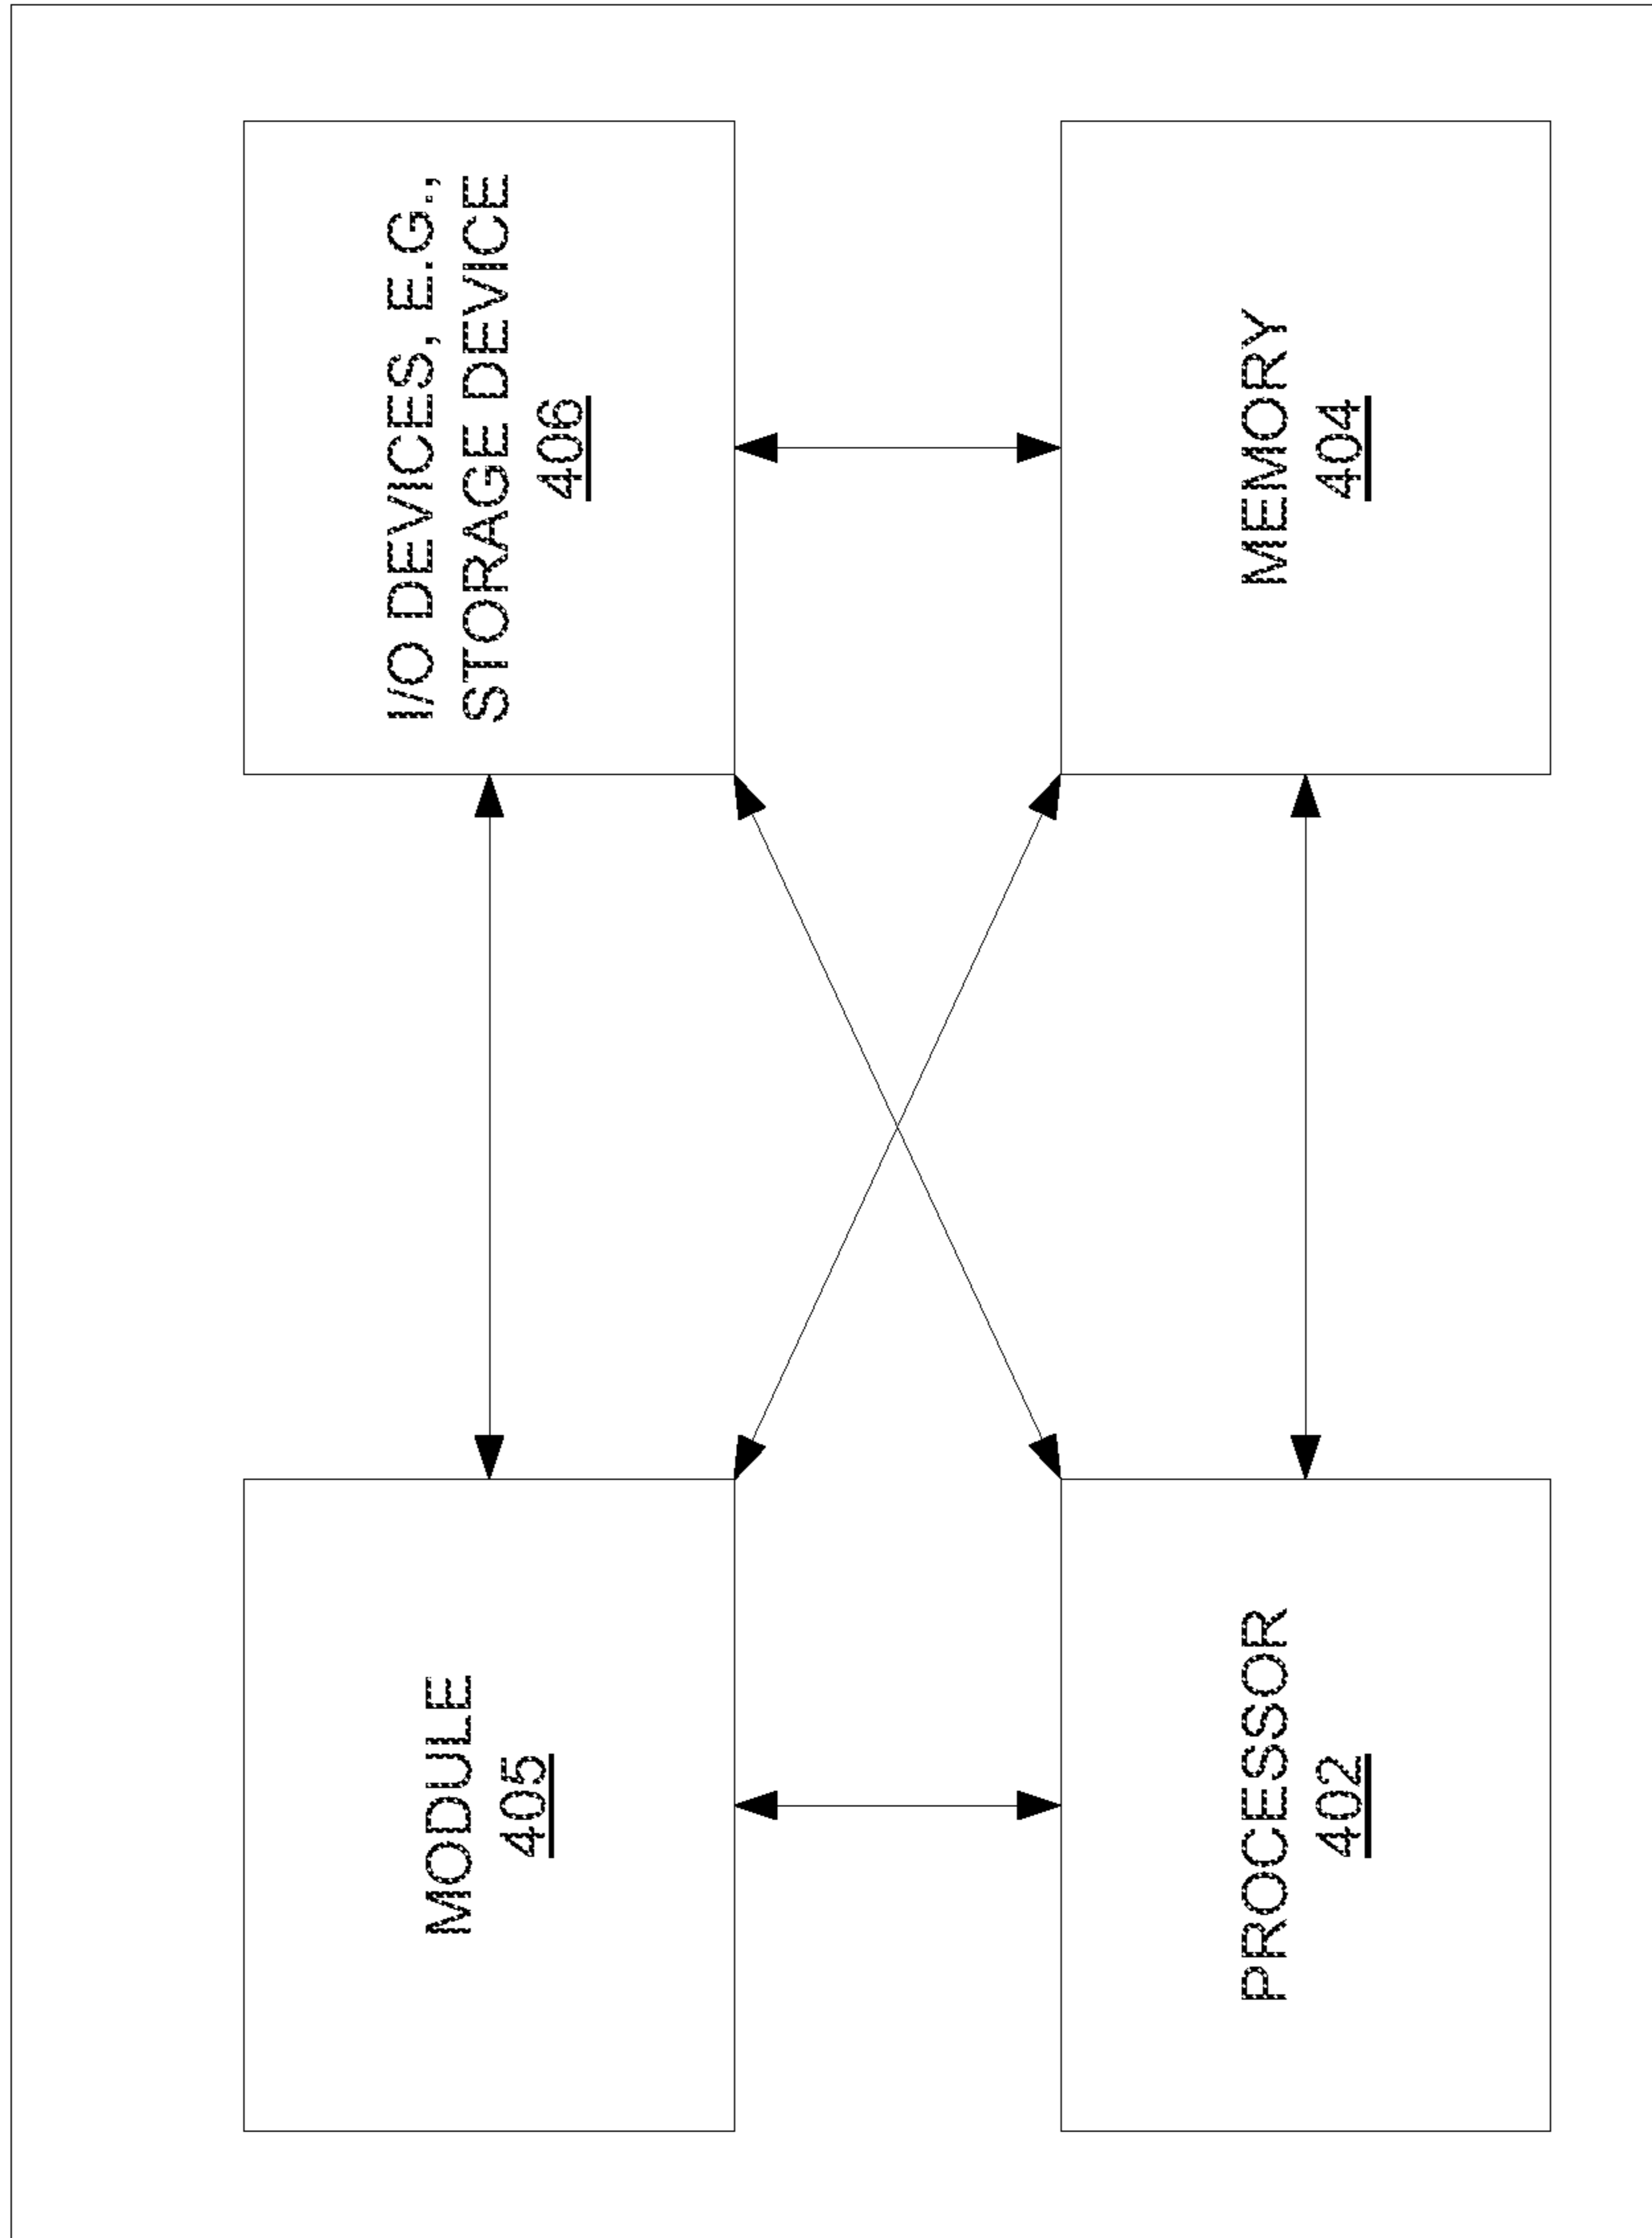 MODULE
405
I/O DEVICES, E.G.,
STORAGE DEVICE
406
PROCESSOR
402
MEMORY
404